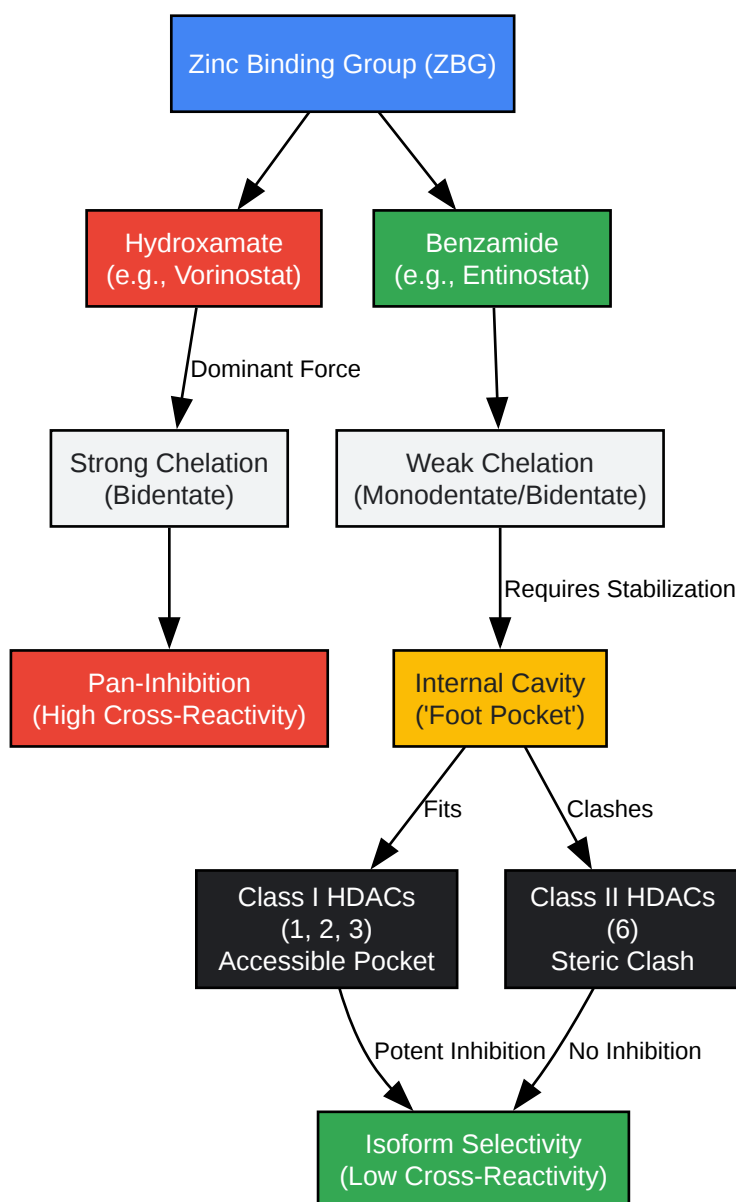 Zinc Binding Group (ZBG)
Hydroxamate
(e.g., Vorinostat)
Benzamide
(e.g., Entinostat)
Dominant Force
Strong Chelation
(Bidentate)
Weak Chelation
(Monodentate/Bidentate)
Requires Stabilization
Pan-Inhibition
(High Cross-Reactivity)
Internal Cavity
('Foot Pocket')
Fits
Clashes
Class I HDACs
(1, 2, 3)
Accessible Pocket
Class II HDACs
(6)
Steric Clash
Potent Inhibition
No Inhibition
Isoform Selectivity
(Low Cross-Reactivity)